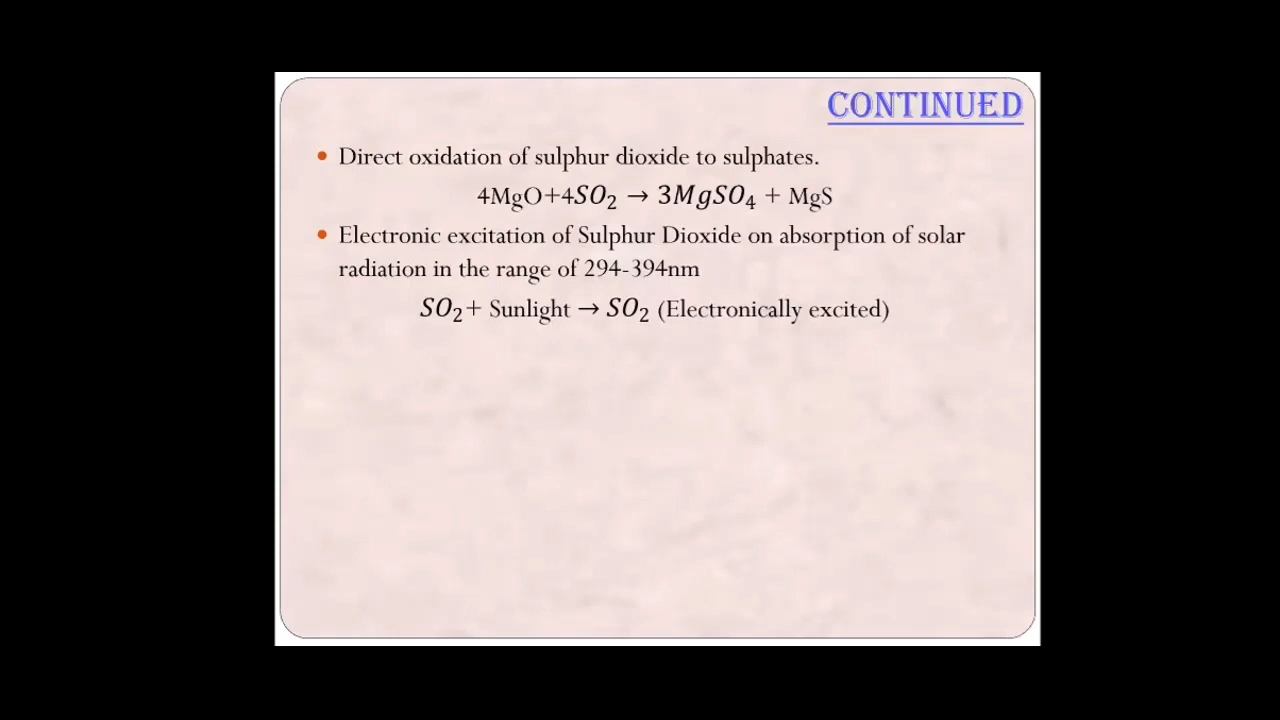 CONTINUED
• Direct oxidation of sulphur dioxide to sulphates.
4MgO+4SO₂ → 3MgSO₄ + MgS
• Electronic excitation of Sulphur Dioxide on absorption of solar
radiation in the range of 294-394nm
SO₂+ Sunlight → SO₂ (Electronically excited)